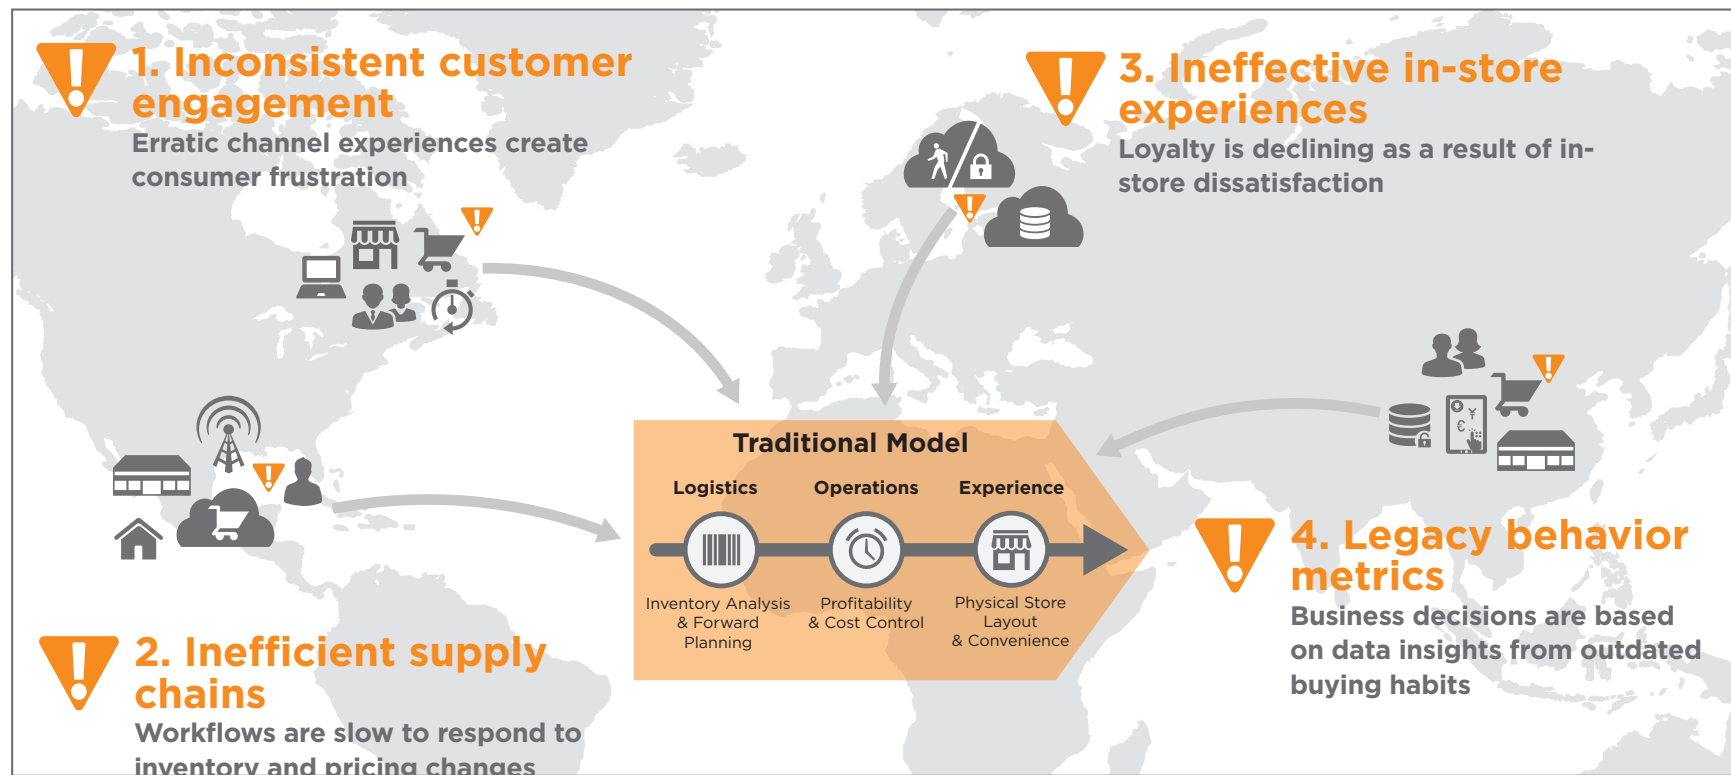 1. Inconsistent customer
engagement
Erratic channel experiences create
consumer frustration
3. Ineffective in-store
experiences
Loyalty is declining as a result of in-
store dissatisfaction
Traditional Model
Logistics
Operations
Experience
Inventory Analysis
& Forward
Planning
Profitability
& Cost Control
Physical Store
Layout
& Convenience
¥
€
4. Legacy behavior
metrics
Business decisions are based
on data insights from outdated
buying habits
2. Inefficient supply
chains
Workflows are slow to respond to
inventory and pricing changes